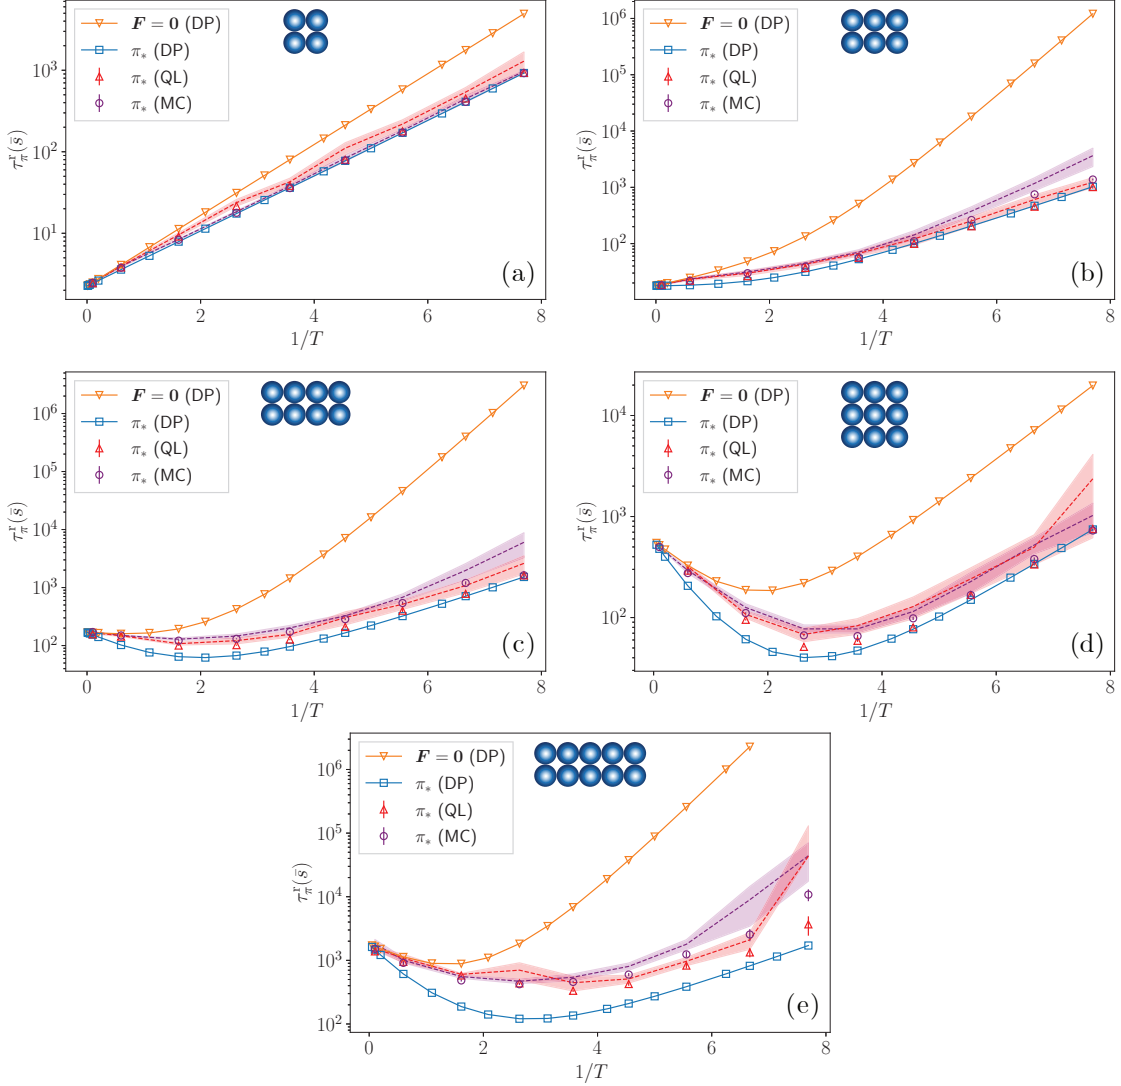 F = 0 (DP)
π* (DP)
π* (QL)
π* (MC)
10³
10²
10¹
τ^r_π(s̄)
(a)
0 2 4 6 8
1/T
F = 0 (DP)
π* (DP)
π* (QL)
π* (MC)
10⁶
10⁵
10⁴
10³
10²
τ^r_π(s̄)
(b)
0 2 4 6 8
1/T
F = 0 (DP)
π* (DP)
π* (QL)
π* (MC)
10⁶
10⁵
10⁴
10³
10²
τ^r_π(s̄)
(c)
0 2 4 6 8
1/T
F = 0 (DP)
π* (DP)
π* (QL)
π* (MC)
10⁴
10³
10²
τ^r_π(s̄)
(d)
0 2 4 6 8
1/T
F = 0 (DP)
π* (DP)
π* (QL)
π* (MC)
10⁶
10⁵
10⁴
10³
10²
τ^r_π(s̄)
(e)
0 2 4 6 8
1/T